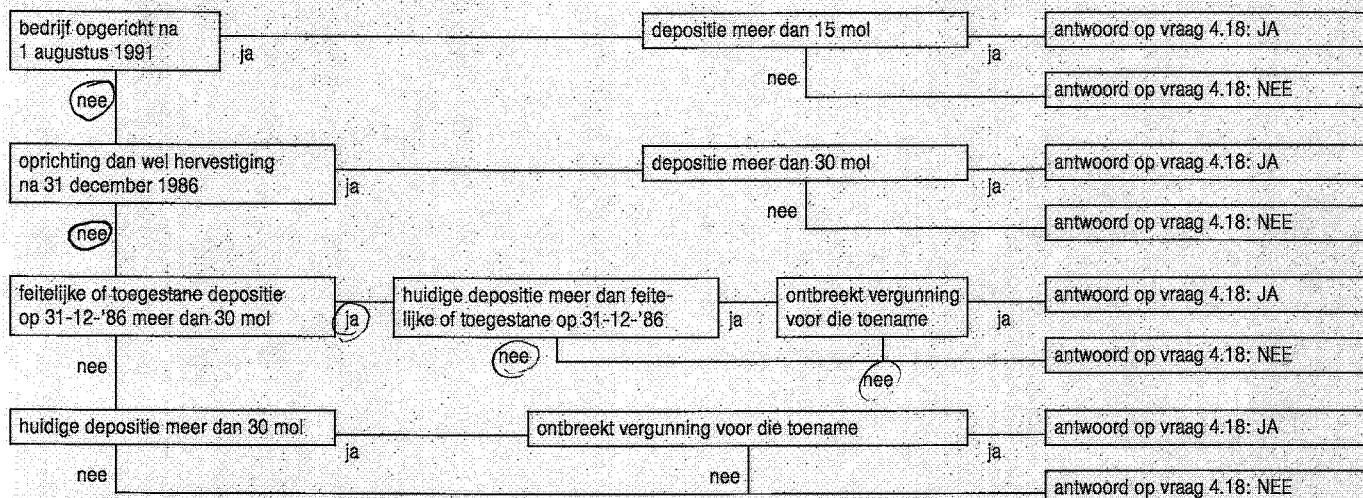 bedrijf opgericht na
1 augustus 1991
ja
depositie meer dan 15 mol
ja
antwoord op vraag 4.18: JA
nee
antwoord op vraag 4.18: NEE
nee
oprichting dan wel hervestiging
na 31 december 1986
ja
depositie meer dan 30 mol
ja
antwoord op vraag 4.18: JA
nee
antwoord op vraag 4.18: NEE
nee
feitelijke of toegestane depositie
op 31-12-'86 meer dan 30 mol
ja
huidige depositie meer dan feite-
lijke of toegestane op 31-12-'86
ja
ontbreekt vergunning
voor die toename
ja
antwoord op vraag 4.18: JA
nee
nee
antwoord op vraag 4.18: NEE
nee
huidige depositie meer dan 30 mol
ja
ontbreekt vergunning voor die toename
ja
antwoord op vraag 4.18: JA
nee
nee
antwoord op vraag 4.18: NEE